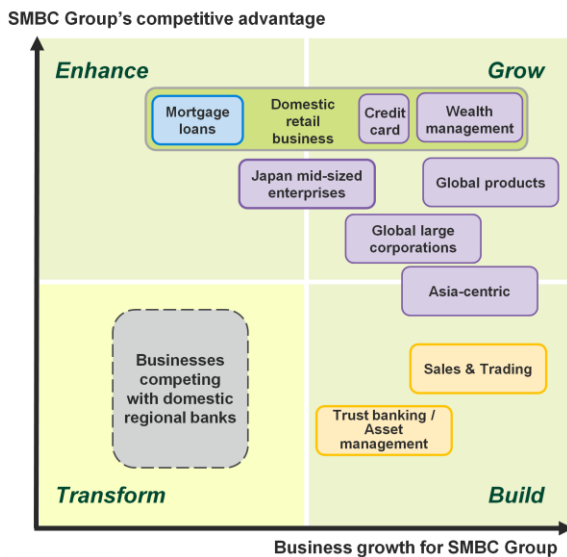 SMBC Group's competitive advantage
Enhance
Grow
Mortgage
loans
Domestic
retail
business
Credit
card
Wealth
management
Japan mid-sized
enterprises
Global products
Global large
corporations
Asia-centric
Businesses
competing
with domestic
regional banks
Sales & Trading
Trust banking /
Asset
management
Transform
Build
Business growth for SMBC Group